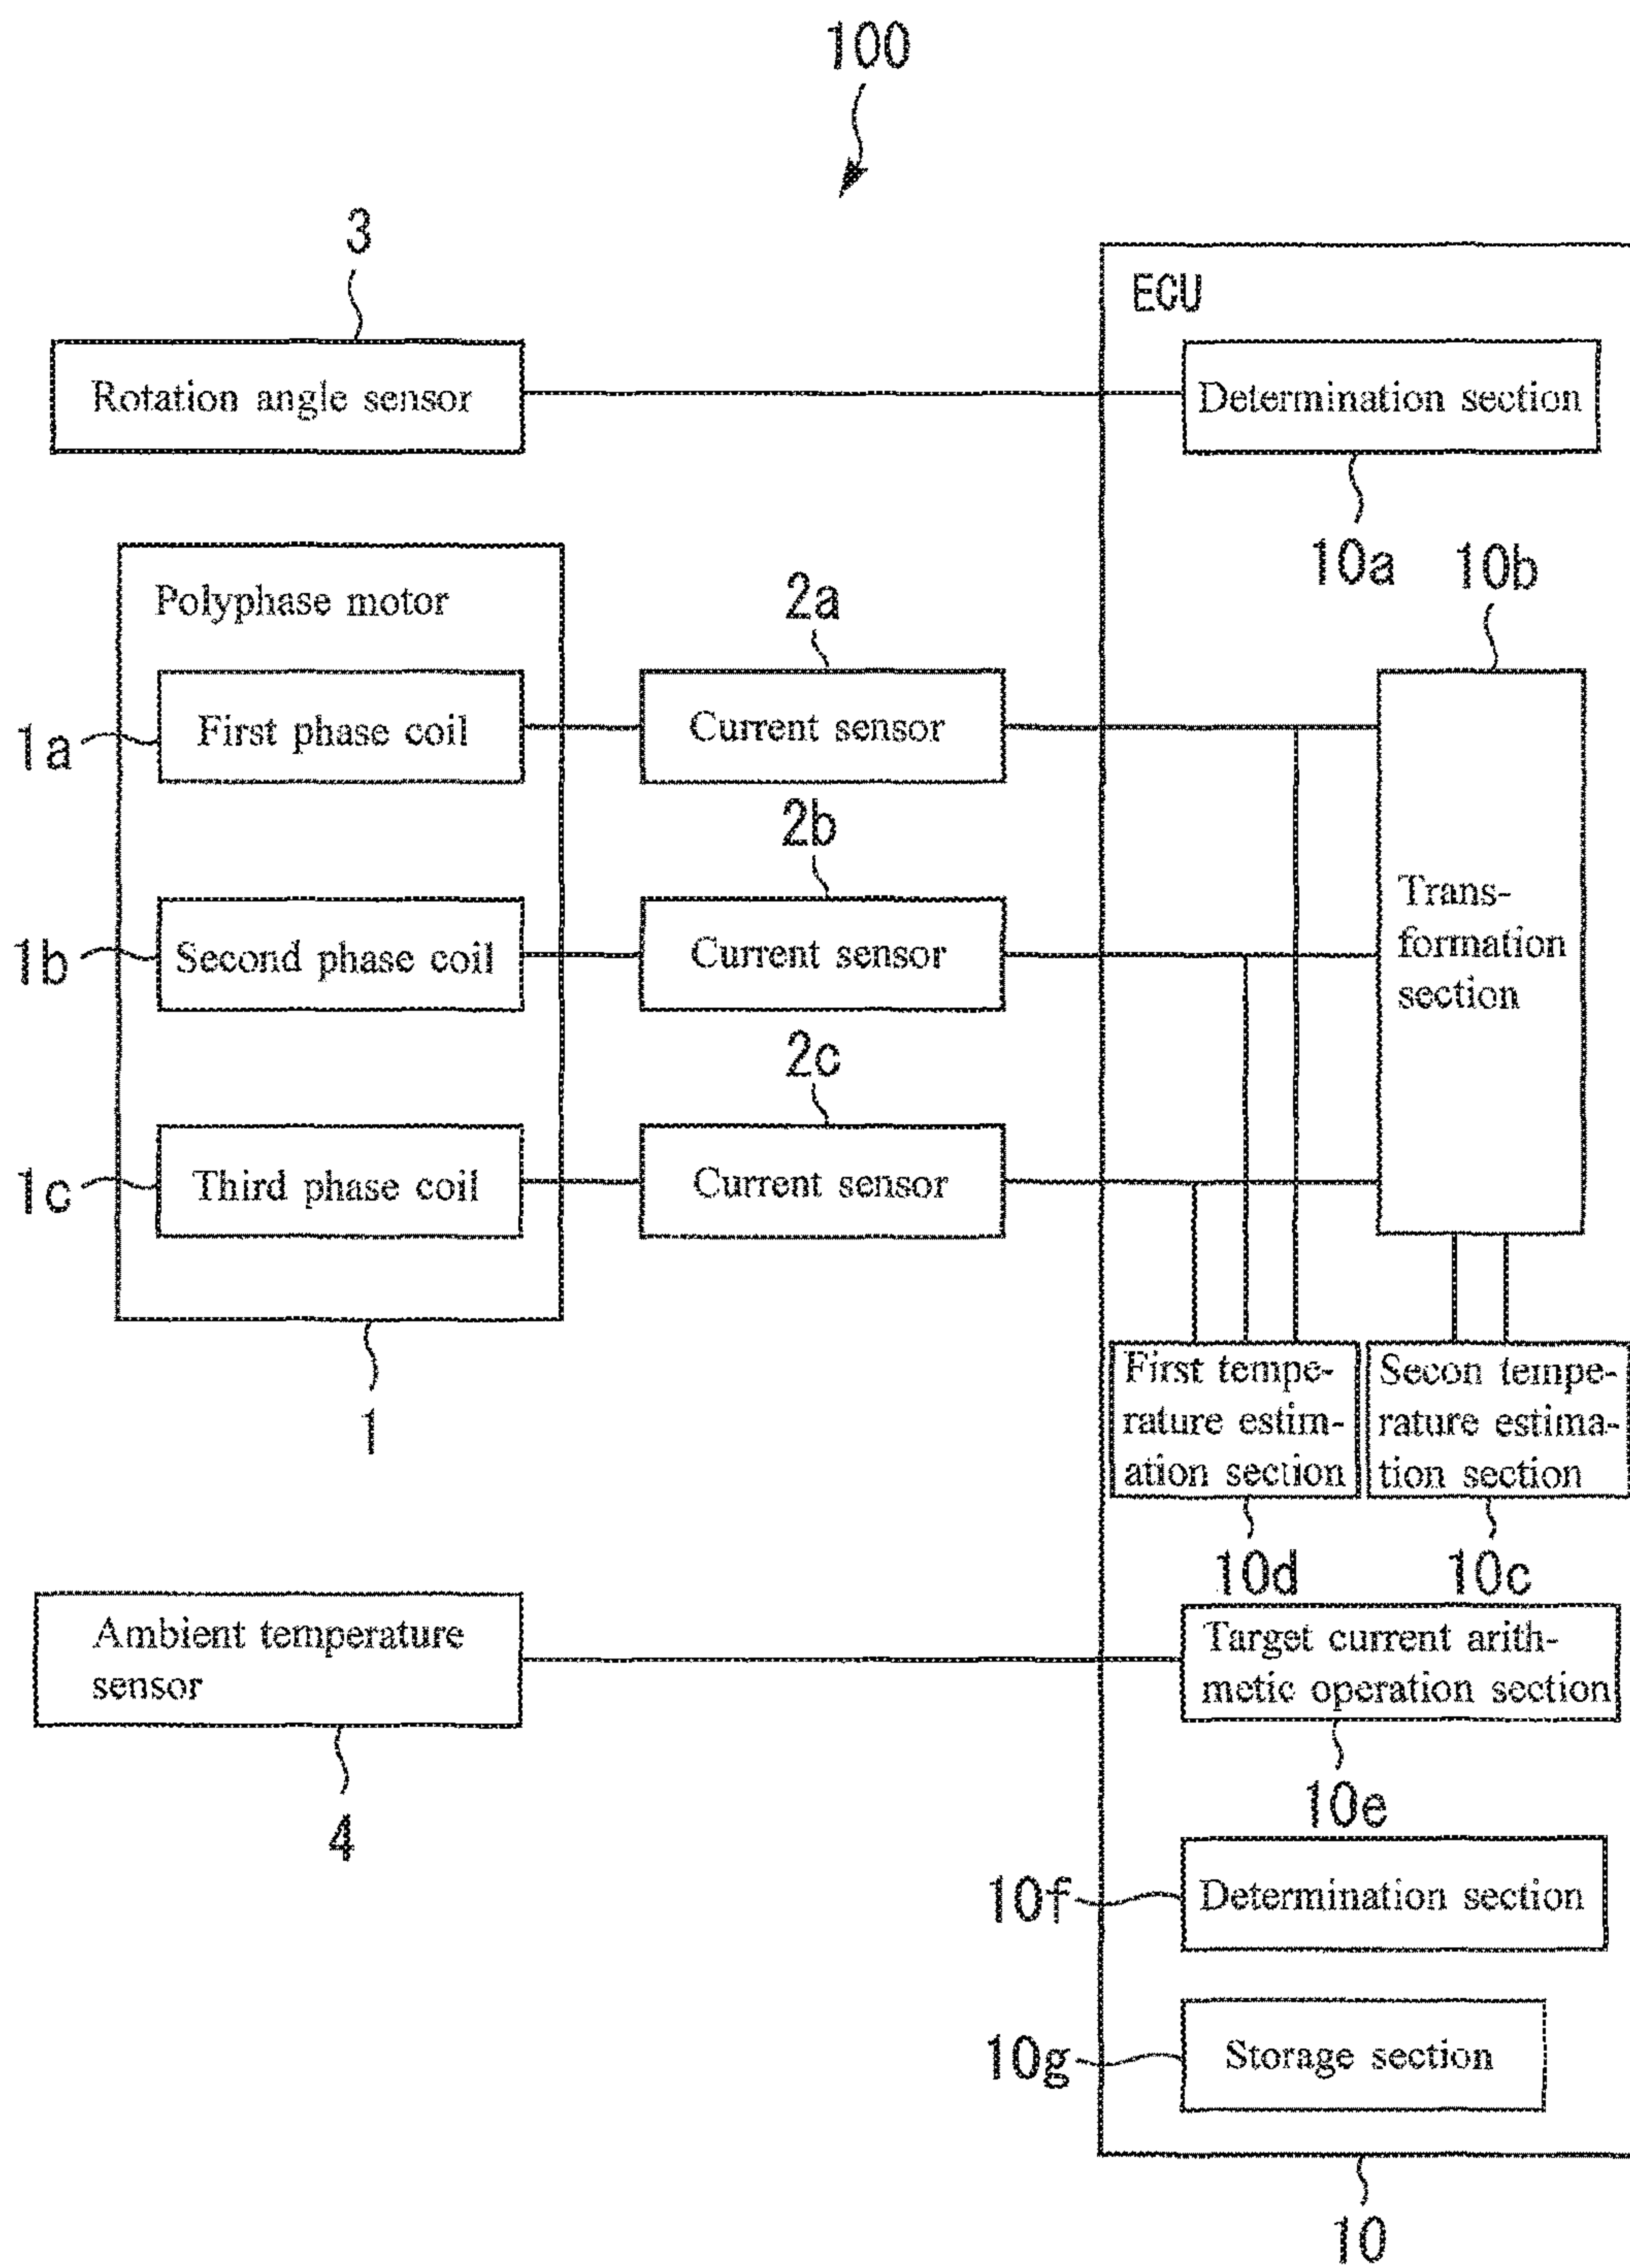 100
3
ECU
Rotation angle sensor
Determination section
10a
10b
Polyphase motor
2a
1a
First phase coil
Current sensor
2b
1b
Second phase coil
Current sensor
Trans-
formation
section
2c
1c
Third phase coil
Current sensor
1
First tempe-
rature estim-
ation section
Secon tempe-
rature estima-
tion section
10d
10c
Ambient temperature
sensor
Target current arith-
metic operation section
4
10e
10f
Determination section
10g
Storage section
10